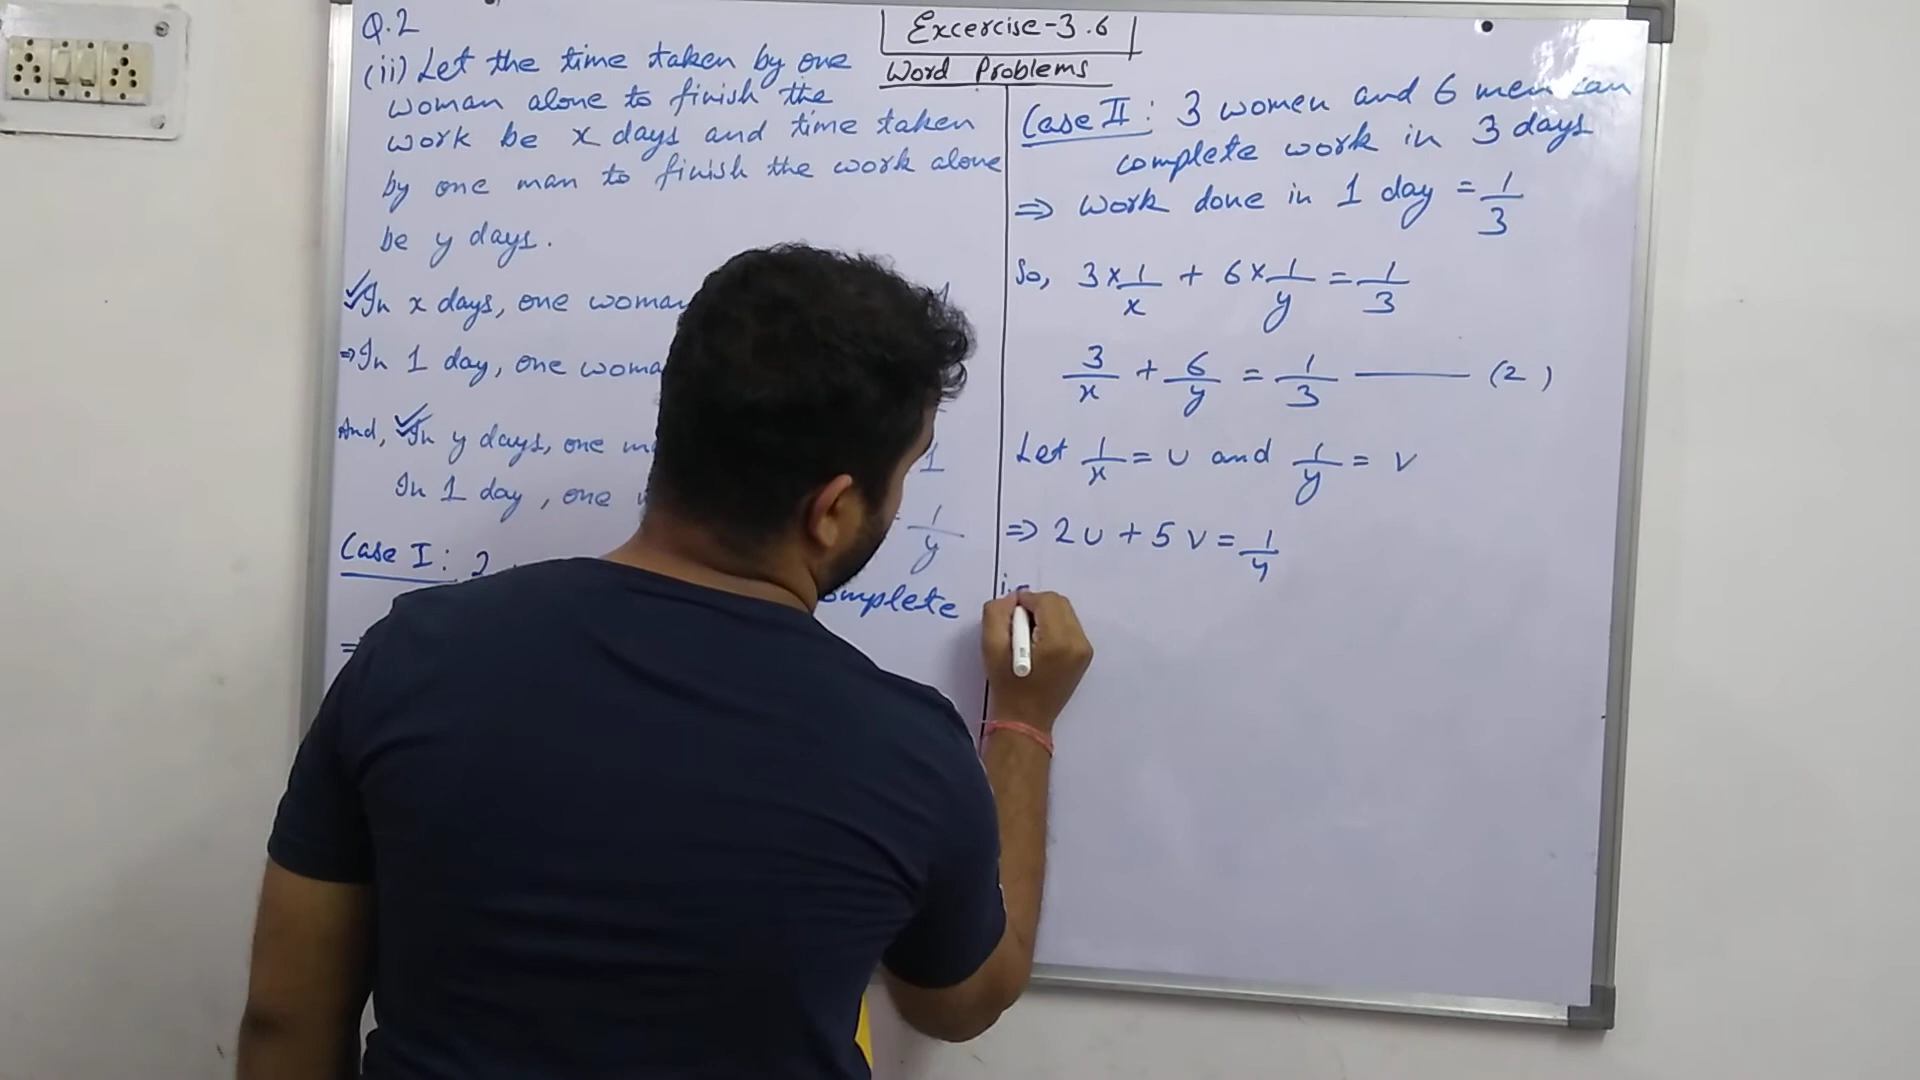 Excercise-3.6
Word Problems
Q.2
(ii) Let the time taken by one
woman alone to finish the
work be x days and time taken
by one man to finish the work alone
be y days.
In x days, one woman
⇒ In 1 day, one woma
And, In y days, one
1
In 1 day, one
= 1/y
Case I: 2
omplete
⇒
Case II: 3 women and 6 men can
complete work in 3 days
⇒ Work done in 1 day = 1/3
So, 3 × 1/x + 6 × 1/y = 1/3
3/x + 6/y = 1/3 —— (2)
Let 1/x = u and 1/y = v
⇒ 2u + 5v = 1/4